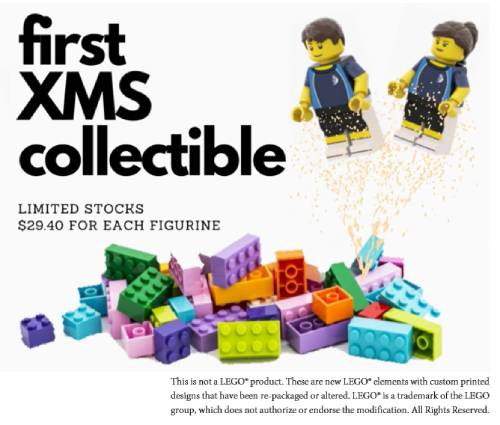 first
XMS
collectible
LIMITED STOCKS
$29.40 FOR EACH FIGURINE
This is not a LEGO® product. These are new LEGO® elements with custom printed
designs that have been re-packaged or altered. LEGO® is a trademark of the LEGO
group, which does not authorize or endorse the modification. All Rights Reserved.